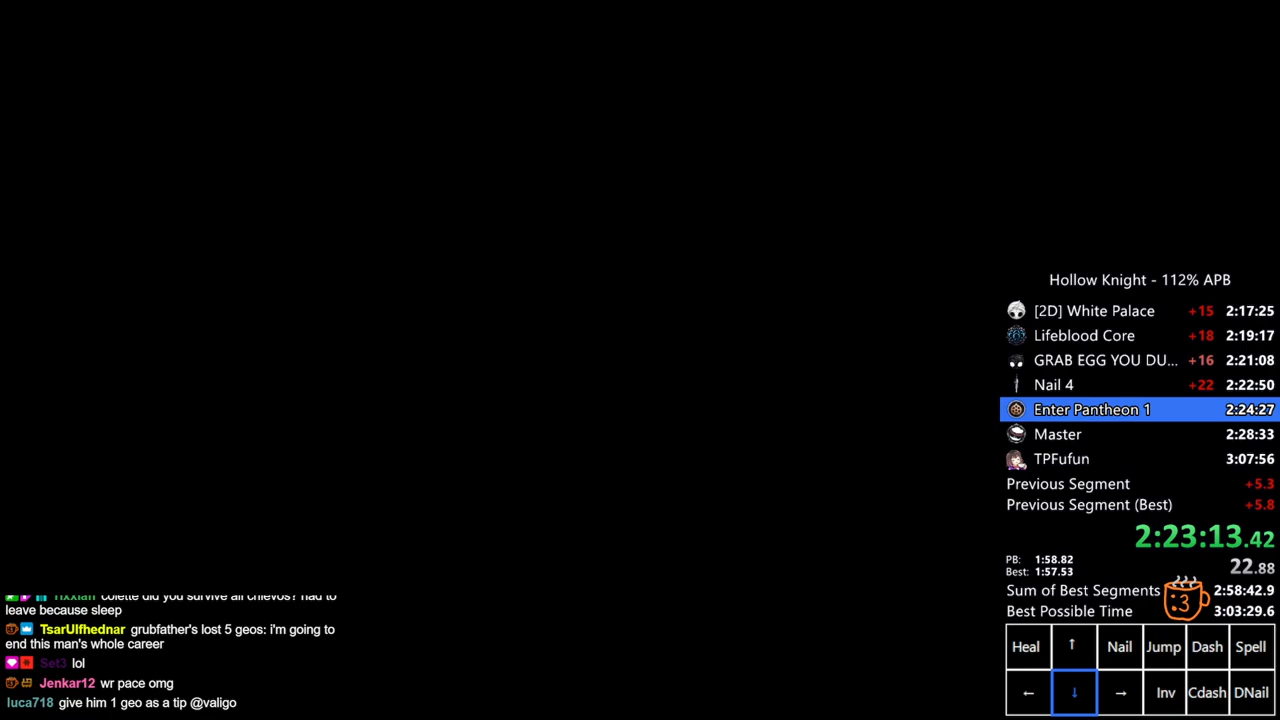 Hollow Knight - 112% APB
[2D] White Palace +15 2:17:25
Lifeblood Core +18 2:19:17
GRAB EGG YOU DU... +16 2:21:08
Nail 4 +22 2:22:50
Enter Pantheon 1 2:24:27
Master 2:28:33
TPFufun 3:07:56
Previous Segment +5.3
Previous Segment (Best) +5.8
2:23:13.42
PB: 1:58.82
Best: 1:57.53
22.88
Sum of Best Segments 2:58:42.9
Best Possible Time 3:03:29.6
Heal ↑ Nail Jump Dash Spell
← ↓ → Inv Cdash DNail
colette did you survive all chievos? had to
leave because sleep
TsarUlfhednar grubfather's lost 5 geos: i'm going to
end this man's whole career
Set3 lol
Jenkar12 wr pace omg
luca718 give him 1 geo as a tip @valigo